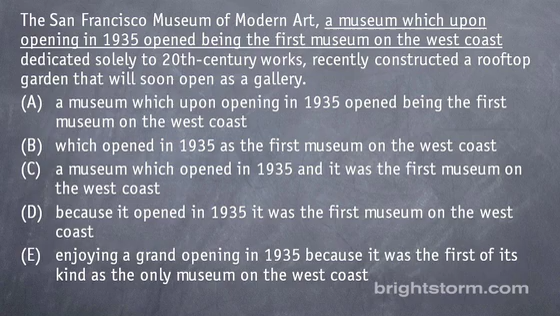 The San Francisco Museum of Modern Art, a museum which upon
opening in 1935 opened being the first museum on the west coast
dedicated solely to 20th-century works, recently constructed a rooftop
garden that will soon open as a gallery.
(A) a museum which upon opening in 1935 opened being the first
museum on the west coast
(B) which opened in 1935 as the first museum on the west coast
(C) a museum which opened in 1935 and it was the first museum on
the west coast
(D) because it opened in 1935 it was the first museum on the west
coast
(E) enjoying a grand opening in 1935 because it was the first of its
kind as the only museum on the west coast
brightstorm.com